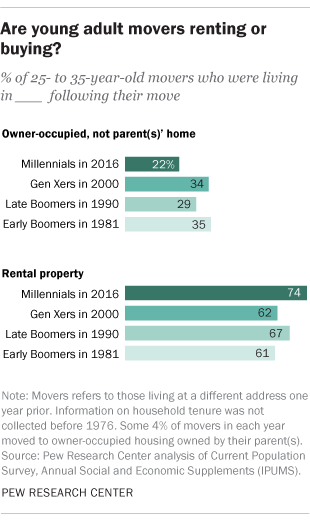 Are young adult movers renting or
buying?
% of 25- to 35-year-old movers who were living
in ___ following their move
Owner-occupied, not parent(s)' home
Millennials in 2016 22%
Gen Xers in 2000 34
Late Boomers in 1990 29
Early Boomers in 1981 35
Rental property
Millennials in 2016 74
Gen Xers in 2000 62
Late Boomers in 1990 67
Early Boomers in 1981 61
Note: Movers refers to those living at a different address one
year prior. Information on household tenure was not
collected before 1976. Some 4% of movers in each year
moved to owner-occupied housing owned by their parent(s).
Source: Pew Research Center analysis of Current Population
Survey, Annual Social and Economic Supplements (IPUMS).
PEW RESEARCH CENTER